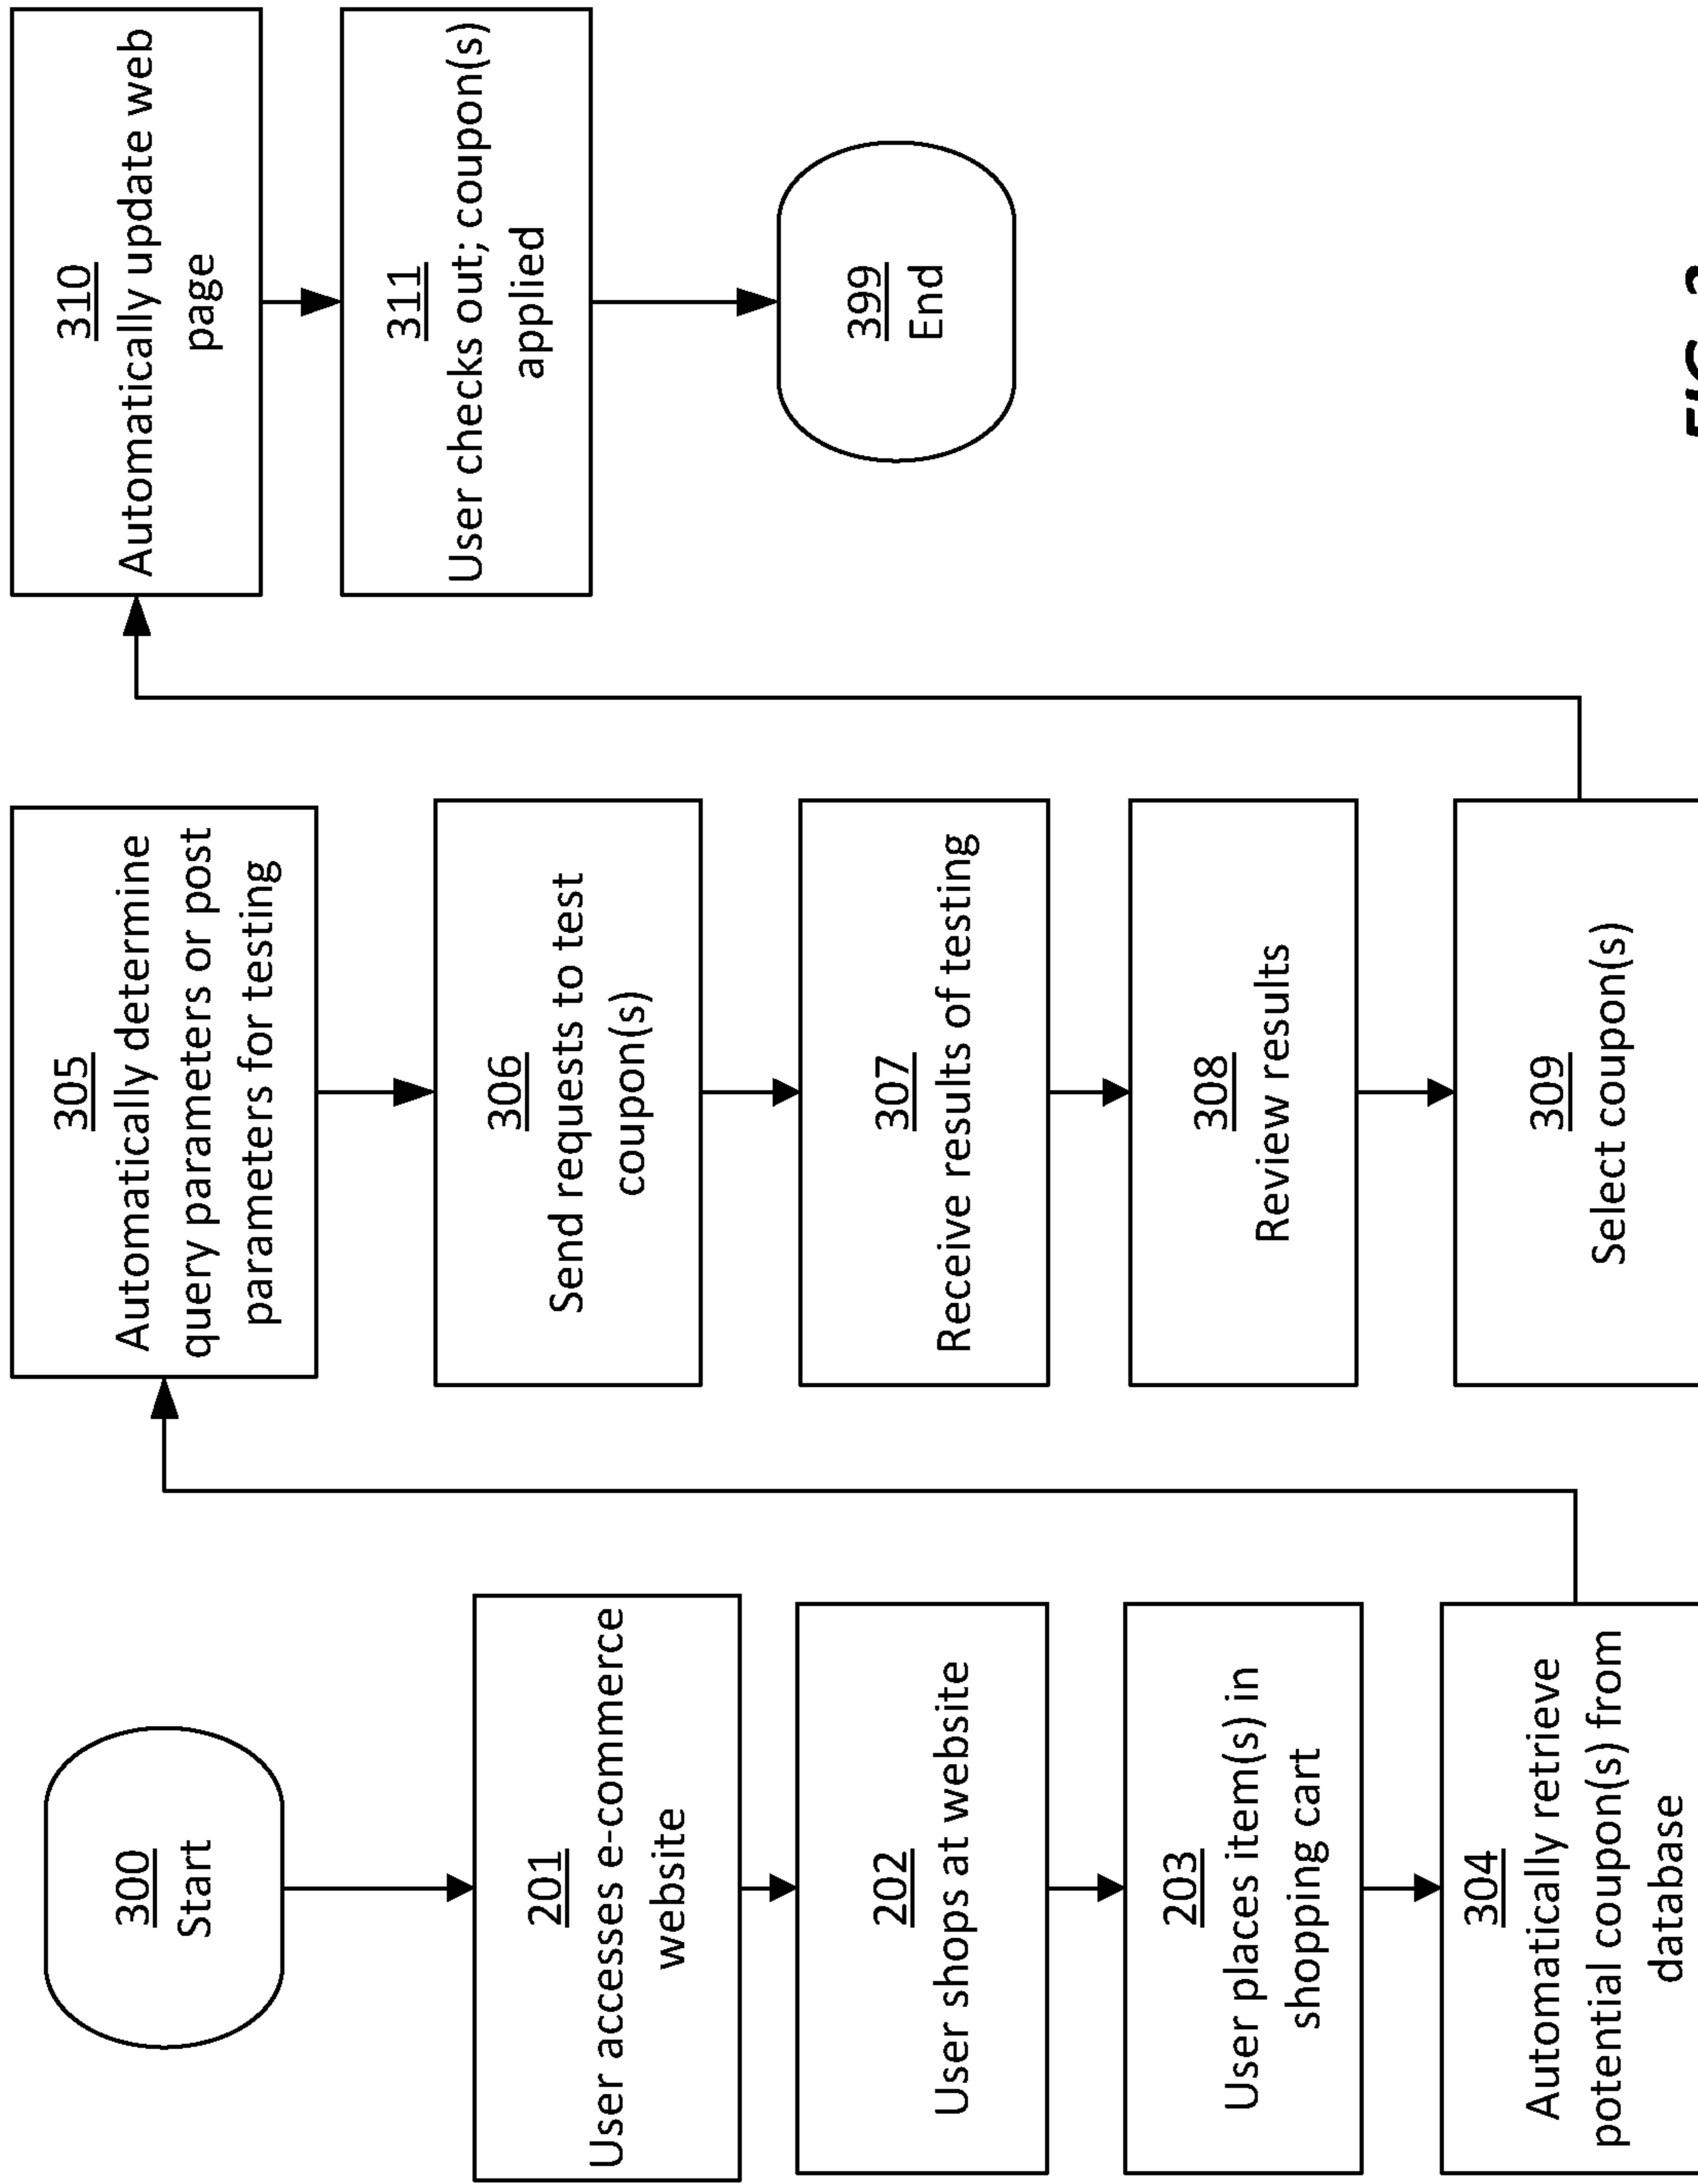 300
Start
201
User accesses e-commerce
website
202
User shops at website
203
User places item(s) in
shopping cart
304
Automatically retrieve
potential coupon(s) from
database
305
Automatically determine
query parameters or post
parameters for testing
306
Send requests to test
coupon(s)
307
Receive results of testing
308
Review results
309
Select coupon(s)
310
Automatically update web
page
311
User checks out; coupon(s)
applied
399
End
FIG.